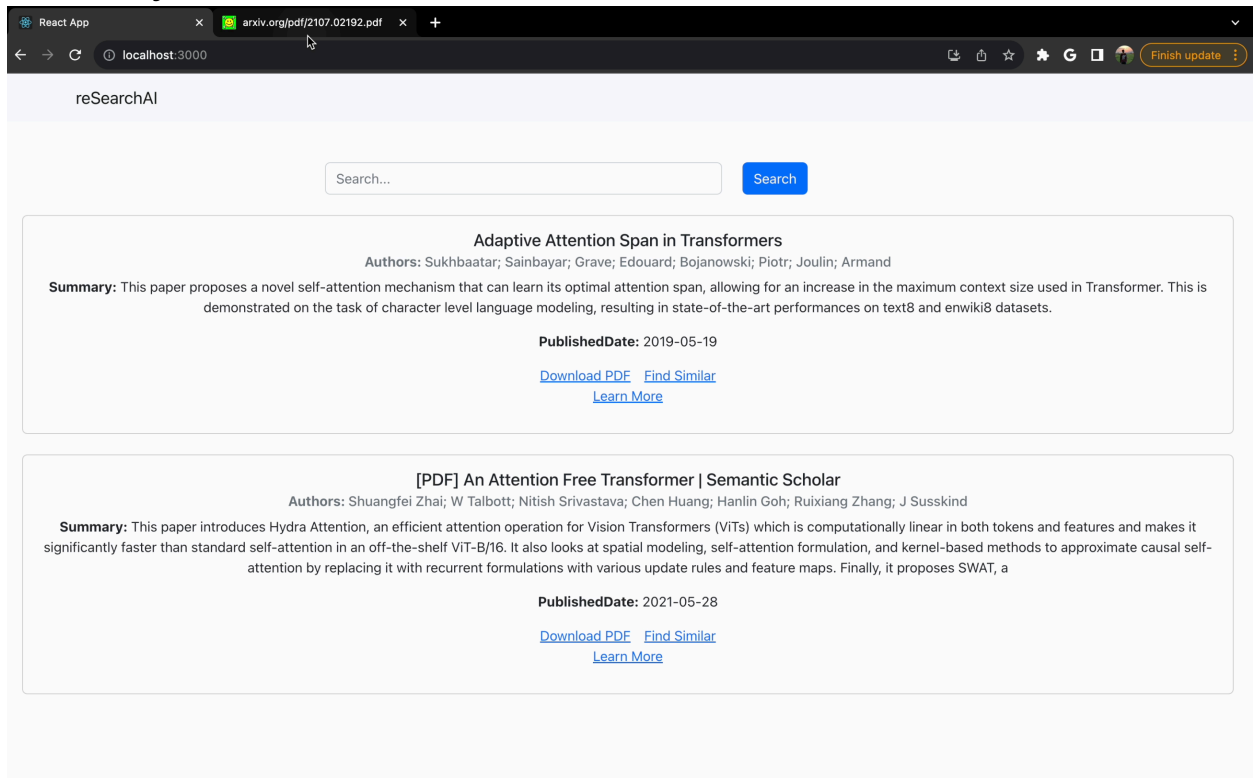 React App
arxiv.org/pdf/2107.02192.pdf
localhost:3000
G
Finish update
reSearchAI
Search...
Search
Adaptive Attention Span in Transformers
Authors: Sukhbaatar; Sainbayar; Grave; Edouard; Bojanowski; Piotr; Joulin; Armand
Summary: This paper proposes a novel self-attention mechanism that can learn its optimal attention span, allowing for an increase in the maximum context size used in Transformer. This is
demonstrated on the task of character level language modeling, resulting in state-of-the-art performances on text8 and enwiki8 datasets.
PublishedDate: 2019-05-19
Download PDF Find Similar
Learn More
[PDF] An Attention Free Transformer | Semantic Scholar
Authors: Shuangfei Zhai; W Talbott; Nitish Srivastava; Chen Huang; Hanlin Goh; Ruixiang Zhang; J Susskind
Summary: This paper introduces Hydra Attention, an efficient attention operation for Vision Transformers (ViTs) which is computationally linear in both tokens and features and makes it
significantly faster than standard self-attention in an off-the-shelf ViT-B/16. It also looks at spatial modeling, self-attention formulation, and kernel-based methods to approximate causal self-
attention by replacing it with recurrent formulations with various update rules and feature maps. Finally, it proposes SWAT, a
PublishedDate: 2021-05-28
Download PDF Find Similar
Learn More